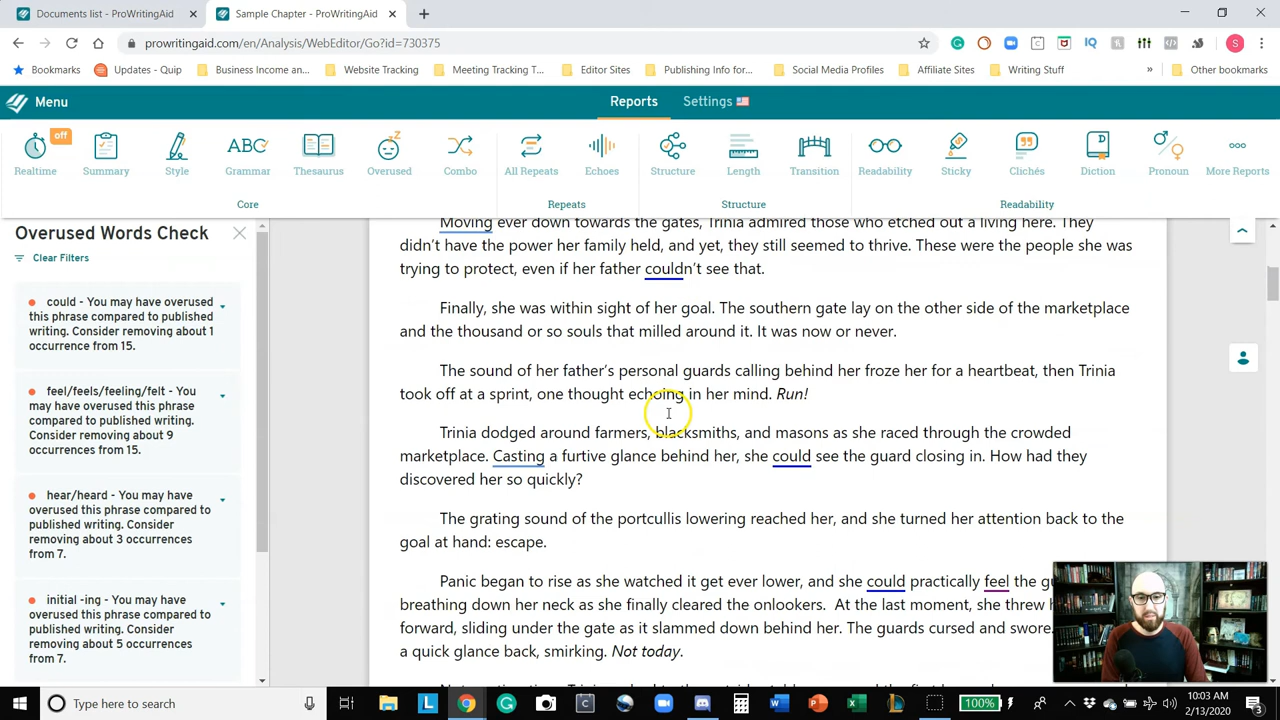 Documents list - ProWritingAid
Sample Chapter - ProWritingAid
prowritingaid.com/en/Analysis/WebEditor/Go?id=730375
Bookmarks
Updates - Quip
Business Income an...
Website Tracking
Meeting Tracking T...
Editor Sites
Publishing Info for...
Social Media Profiles
Affiliate Sites
Writing Stuff
»
Other bookmarks
Menu
Reports
Settings
off
Realtime
Summary
Style
ABC
Grammar
Thesaurus
Overused
Combo
All Repeats
Echoes
Structure
Length
Transition
Readability
Sticky
Clichés
Diction
Pronoun
More Reports
Core
Repeats
Structure
Readability
Overused Words Check
Clear Filters
could - You may have overused
this phrase compared to published
writing. Consider removing about 1
occurrence from 15.
feel/feels/feeling/felt - You
may have overused this phrase
compared to published writing.
Consider removing about 9
occurrences from 15.
hear/heard - You may have
overused this phrase compared to
published writing. Consider
removing about 3 occurrences
from 7.
initial -ing - You may have
overused this phrase compared to
published writing. Consider
removing about 5 occurrences
from 7.
Moving ever down towards the gates, Trinia admired those who etched out a living here. They
didn't have the power her family held, and yet, they still seemed to thrive. These were the people she was
trying to protect, even if her father couldn't see that.
Finally, she was within sight of her goal. The southern gate lay on the other side of the marketplace
and the thousand or so souls that milled around it. It was now or never.
The sound of her father's personal guards calling behind her froze her for a heartbeat, then Trinia
took off at a sprint, one thought echoing in her mind. Run!
Trinia dodged around farmers, blacksmiths, and masons as she raced through the crowded
marketplace. Casting a furtive glance behind her, she could see the guard closing in. How had they
discovered her so quickly?
The grating sound of the portcullis lowering reached her, and she turned her attention back to the
goal at hand: escape.
Panic began to rise as she watched it get ever lower, and she could practically feel the
breathing down her neck as she finally cleared the onlookers. At the last moment, she threw
forward, sliding under the gate as it slammed down behind her. The guards cursed and swore.
a quick glance back, smirking. Not today.
Type here to search
100%
10:03 AM
2/13/2020